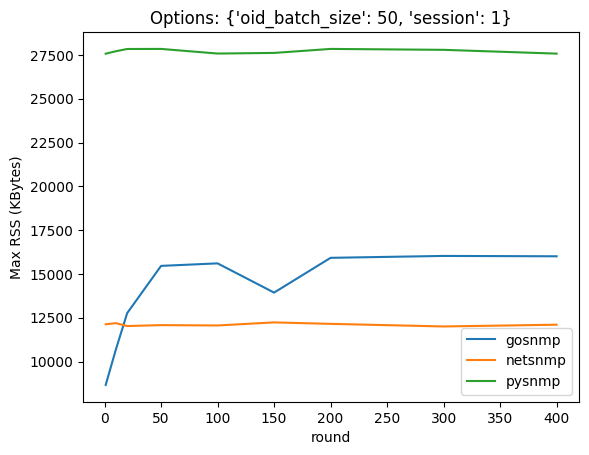 Options: {'oid_batch_size': 50, 'session': 1}
Max RSS (KBytes)
27500
25000
22500
20000
17500
15000
12500
10000
gosnmp
netsnmp
pysnmp
0 50 100 150 200 250 300 350 400
round